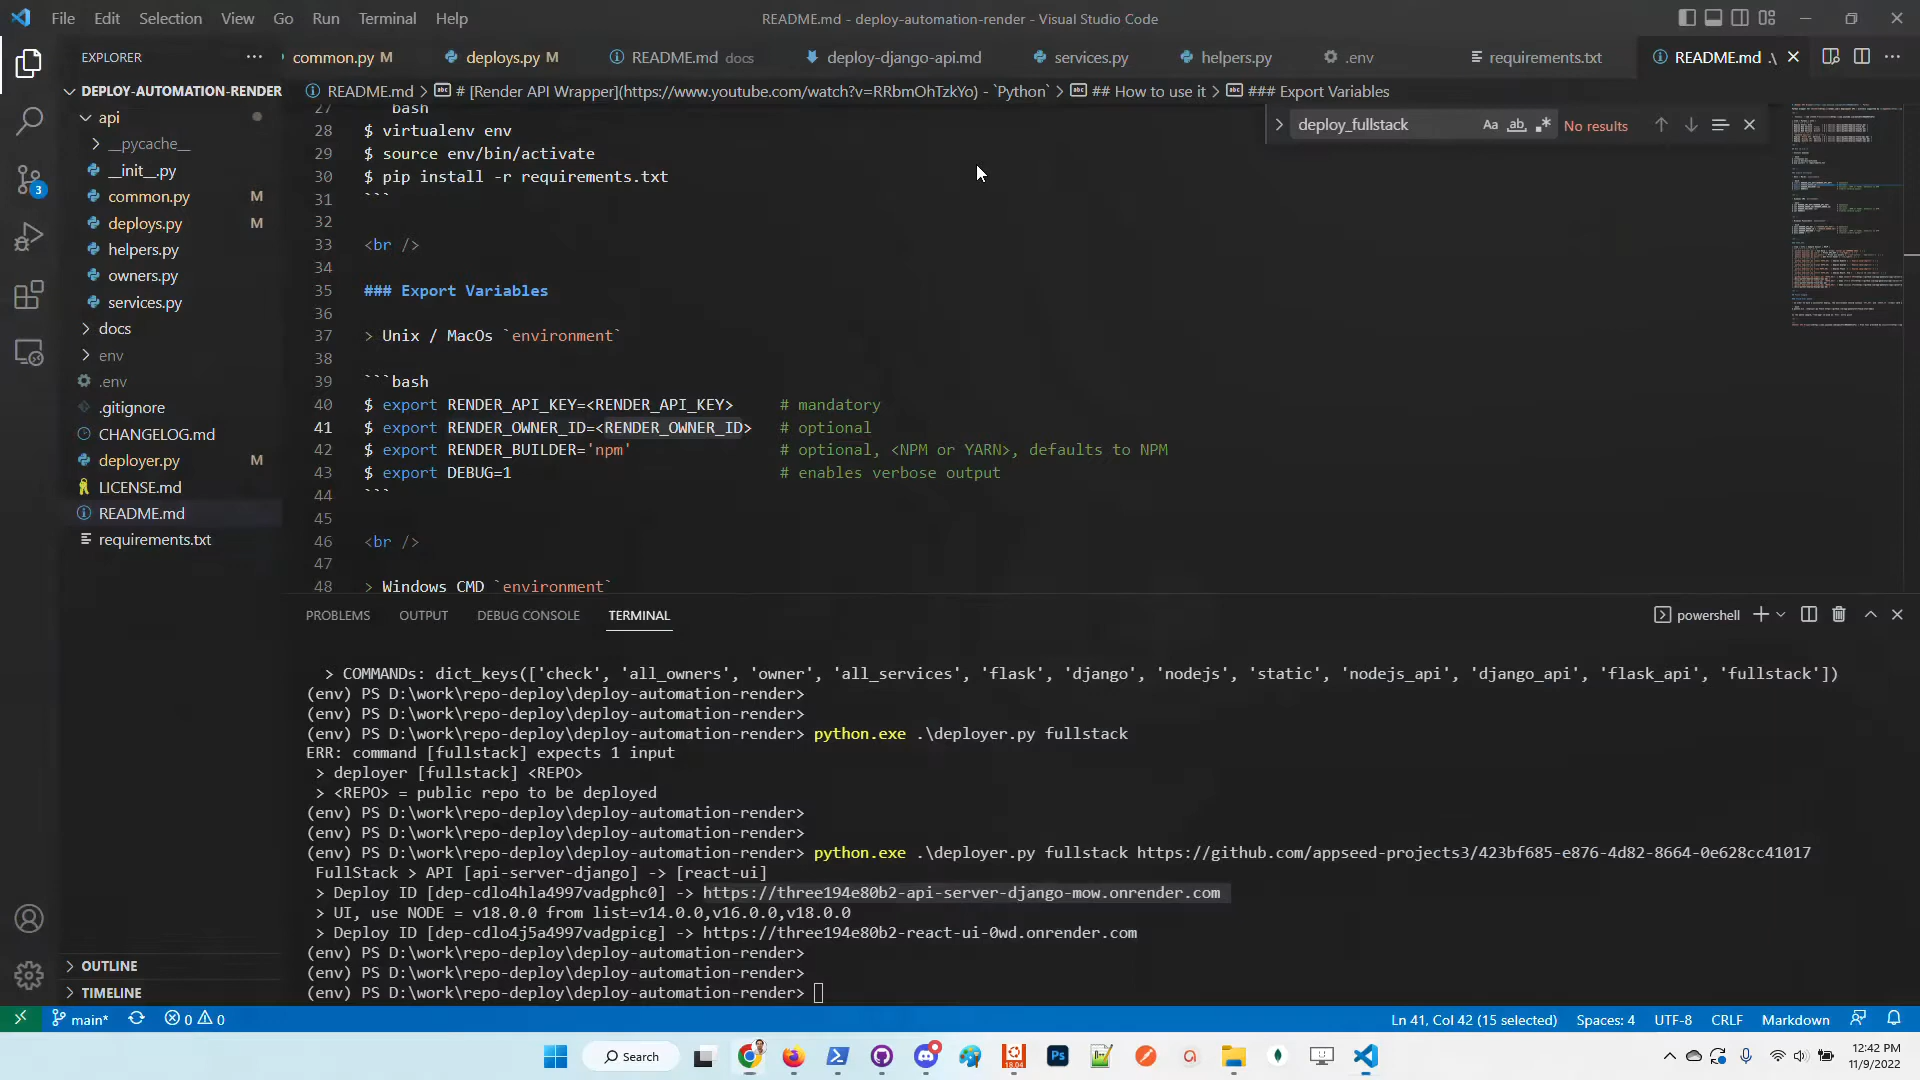 File Edit Selection View Go Run Terminal Help
README.md - deploy-automation-render - Visual Studio Code
EXPLORER ···
common.py M
deploys.py M
README.md docs
deploy-django-api.md
services.py
helpers.py
.env
requirements.txt
README.md .\
DEPLOY-AUTOMATION-RENDER
README.md > # [Render API Wrapper](https://www.youtube.com/watch?v=RRbmOhTzkYo) - `Python` > ## How to use it > ### Export Variables
api
__pycache__
__init__.py
common.py M
deploys.py M
helpers.py
owners.py
services.py
docs
env
.env
.gitignore
CHANGELOG.md
deployer.py M
LICENSE.md
README.md
requirements.txt
OUTLINE
TIMELINE
3
deploy_fullstack
Aa ab
No results
27 bash
28 $ virtualenv env
29 $ source env/bin/activate
30 $ pip install -r requirements.txt
31 ```
32
33 <br />
34
35 ### Export Variables
36
37 > Unix / MacOs `environment`
38
39 ```bash
40 $ export RENDER_API_KEY=<RENDER_API_KEY> # mandatory
41 $ export RENDER_OWNER_ID=<RENDER_OWNER_ID> # optional
42 $ export RENDER_BUILDER='npm' # optional, <NPM or YARN>, defaults to NPM
43 $ export DEBUG=1 # enables verbose output
44 ```
45
46 <br />
47
48 > Windows CMD `environment`
PROBLEMS OUTPUT DEBUG CONSOLE TERMINAL
powershell
> COMMANDs: dict_keys(['check', 'all_owners', 'owner', 'all_services', 'flask', 'django', 'nodejs', 'static', 'nodejs_api', 'django_api', 'flask_api', 'fullstack'])
(env) PS D:\work\repo-deploy\deploy-automation-render>
(env) PS D:\work\repo-deploy\deploy-automation-render>
(env) PS D:\work\repo-deploy\deploy-automation-render> python.exe .\deployer.py fullstack
ERR: command [fullstack] expects 1 input
> deployer [fullstack] <REPO>
> <REPO> = public repo to be deployed
(env) PS D:\work\repo-deploy\deploy-automation-render>
(env) PS D:\work\repo-deploy\deploy-automation-render>
(env) PS D:\work\repo-deploy\deploy-automation-render> python.exe .\deployer.py fullstack https://github.com/appseed-projects3/423bf685-e876-4d82-8664-0e628cc41017
FullStack > API [api-server-django] -> [react-ui]
> Deploy ID [dep-cdlo4hla4997vadgphc0] -> https://three194e80b2-api-server-django-mow.onrender.com
> UI, use NODE = v18.0.0 from list=v14.0.0,v16.0.0,v18.0.0
> Deploy ID [dep-cdlo4j5a4997vadgpicg] -> https://three194e80b2-react-ui-0wd.onrender.com
(env) PS D:\work\repo-deploy\deploy-automation-render>
(env) PS D:\work\repo-deploy\deploy-automation-render>
(env) PS D:\work\repo-deploy\deploy-automation-render>
main* 0 0
Ln 41, Col 42 (15 selected) Spaces: 4 UTF-8 CRLF Markdown
Search
Ps
18.04
12:42 PM
11/9/2022